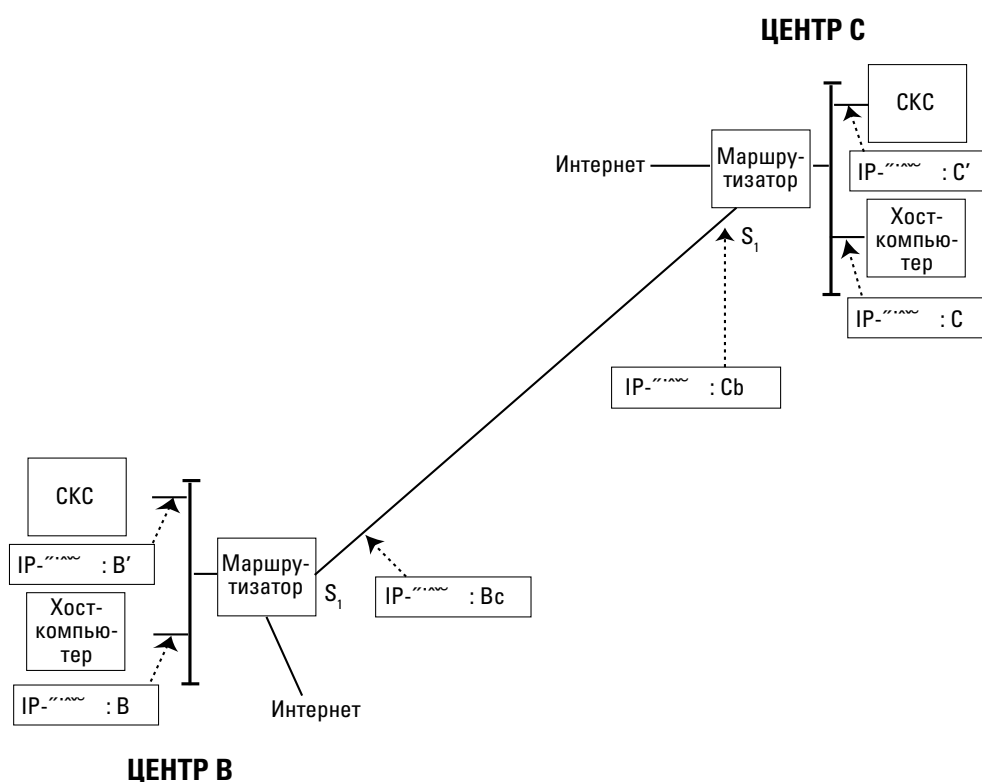 ЦЕНТР C
СКС
IP- : C’
Интернет
Маршру-
тизатор
Хост-
компью-
тер
S1
IP- : C
IP- : Cb
СКС
IP- : B’
Маршру-
тизатор
S1
IP- : Bc
Хост-
компью-
тер
IP- : B
Интернет
ЦЕНТР B